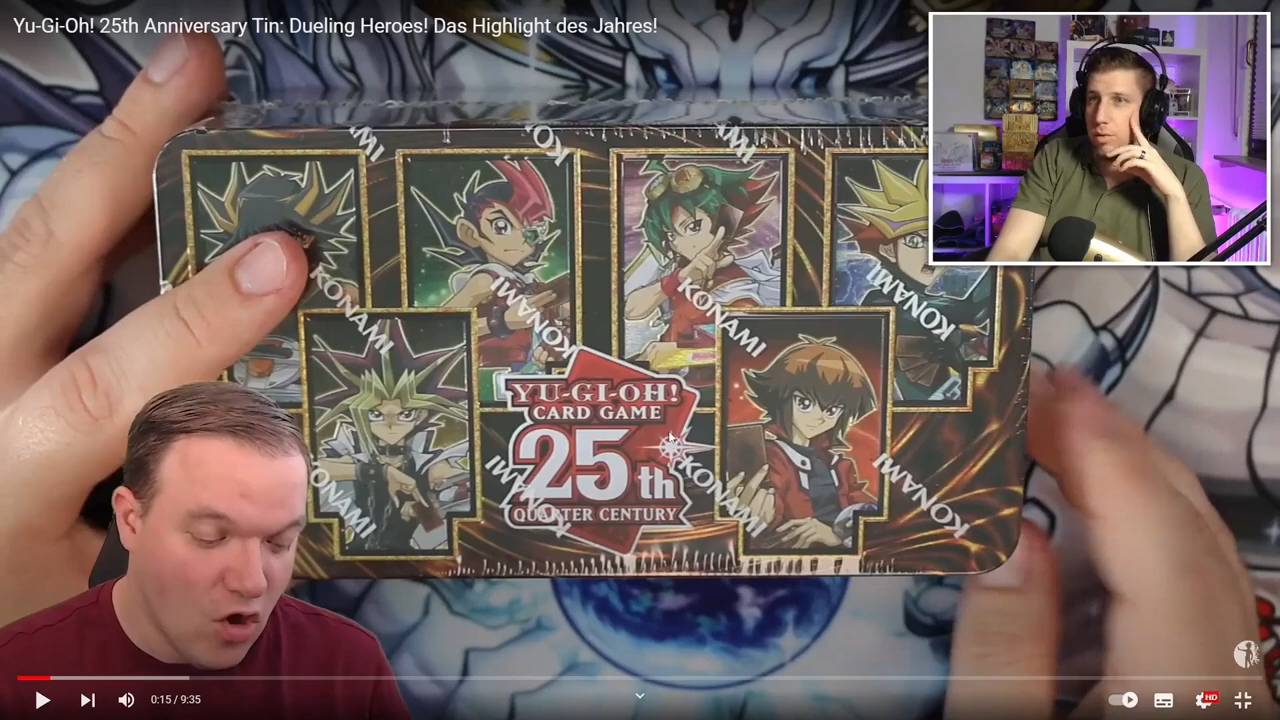 Yu-Gi-Oh! 25th Anniversary Tin: Dueling Heroes! Das Highlight des Jahres!
KONAMI
KONAMI
KONAMI
KONAMI
KONAMI
YU-GI-OH!
CARD GAME
25th
QUARTER CENTURY
KONAMI
KONAMI
KONAMI
0:15 / 9:35
HD